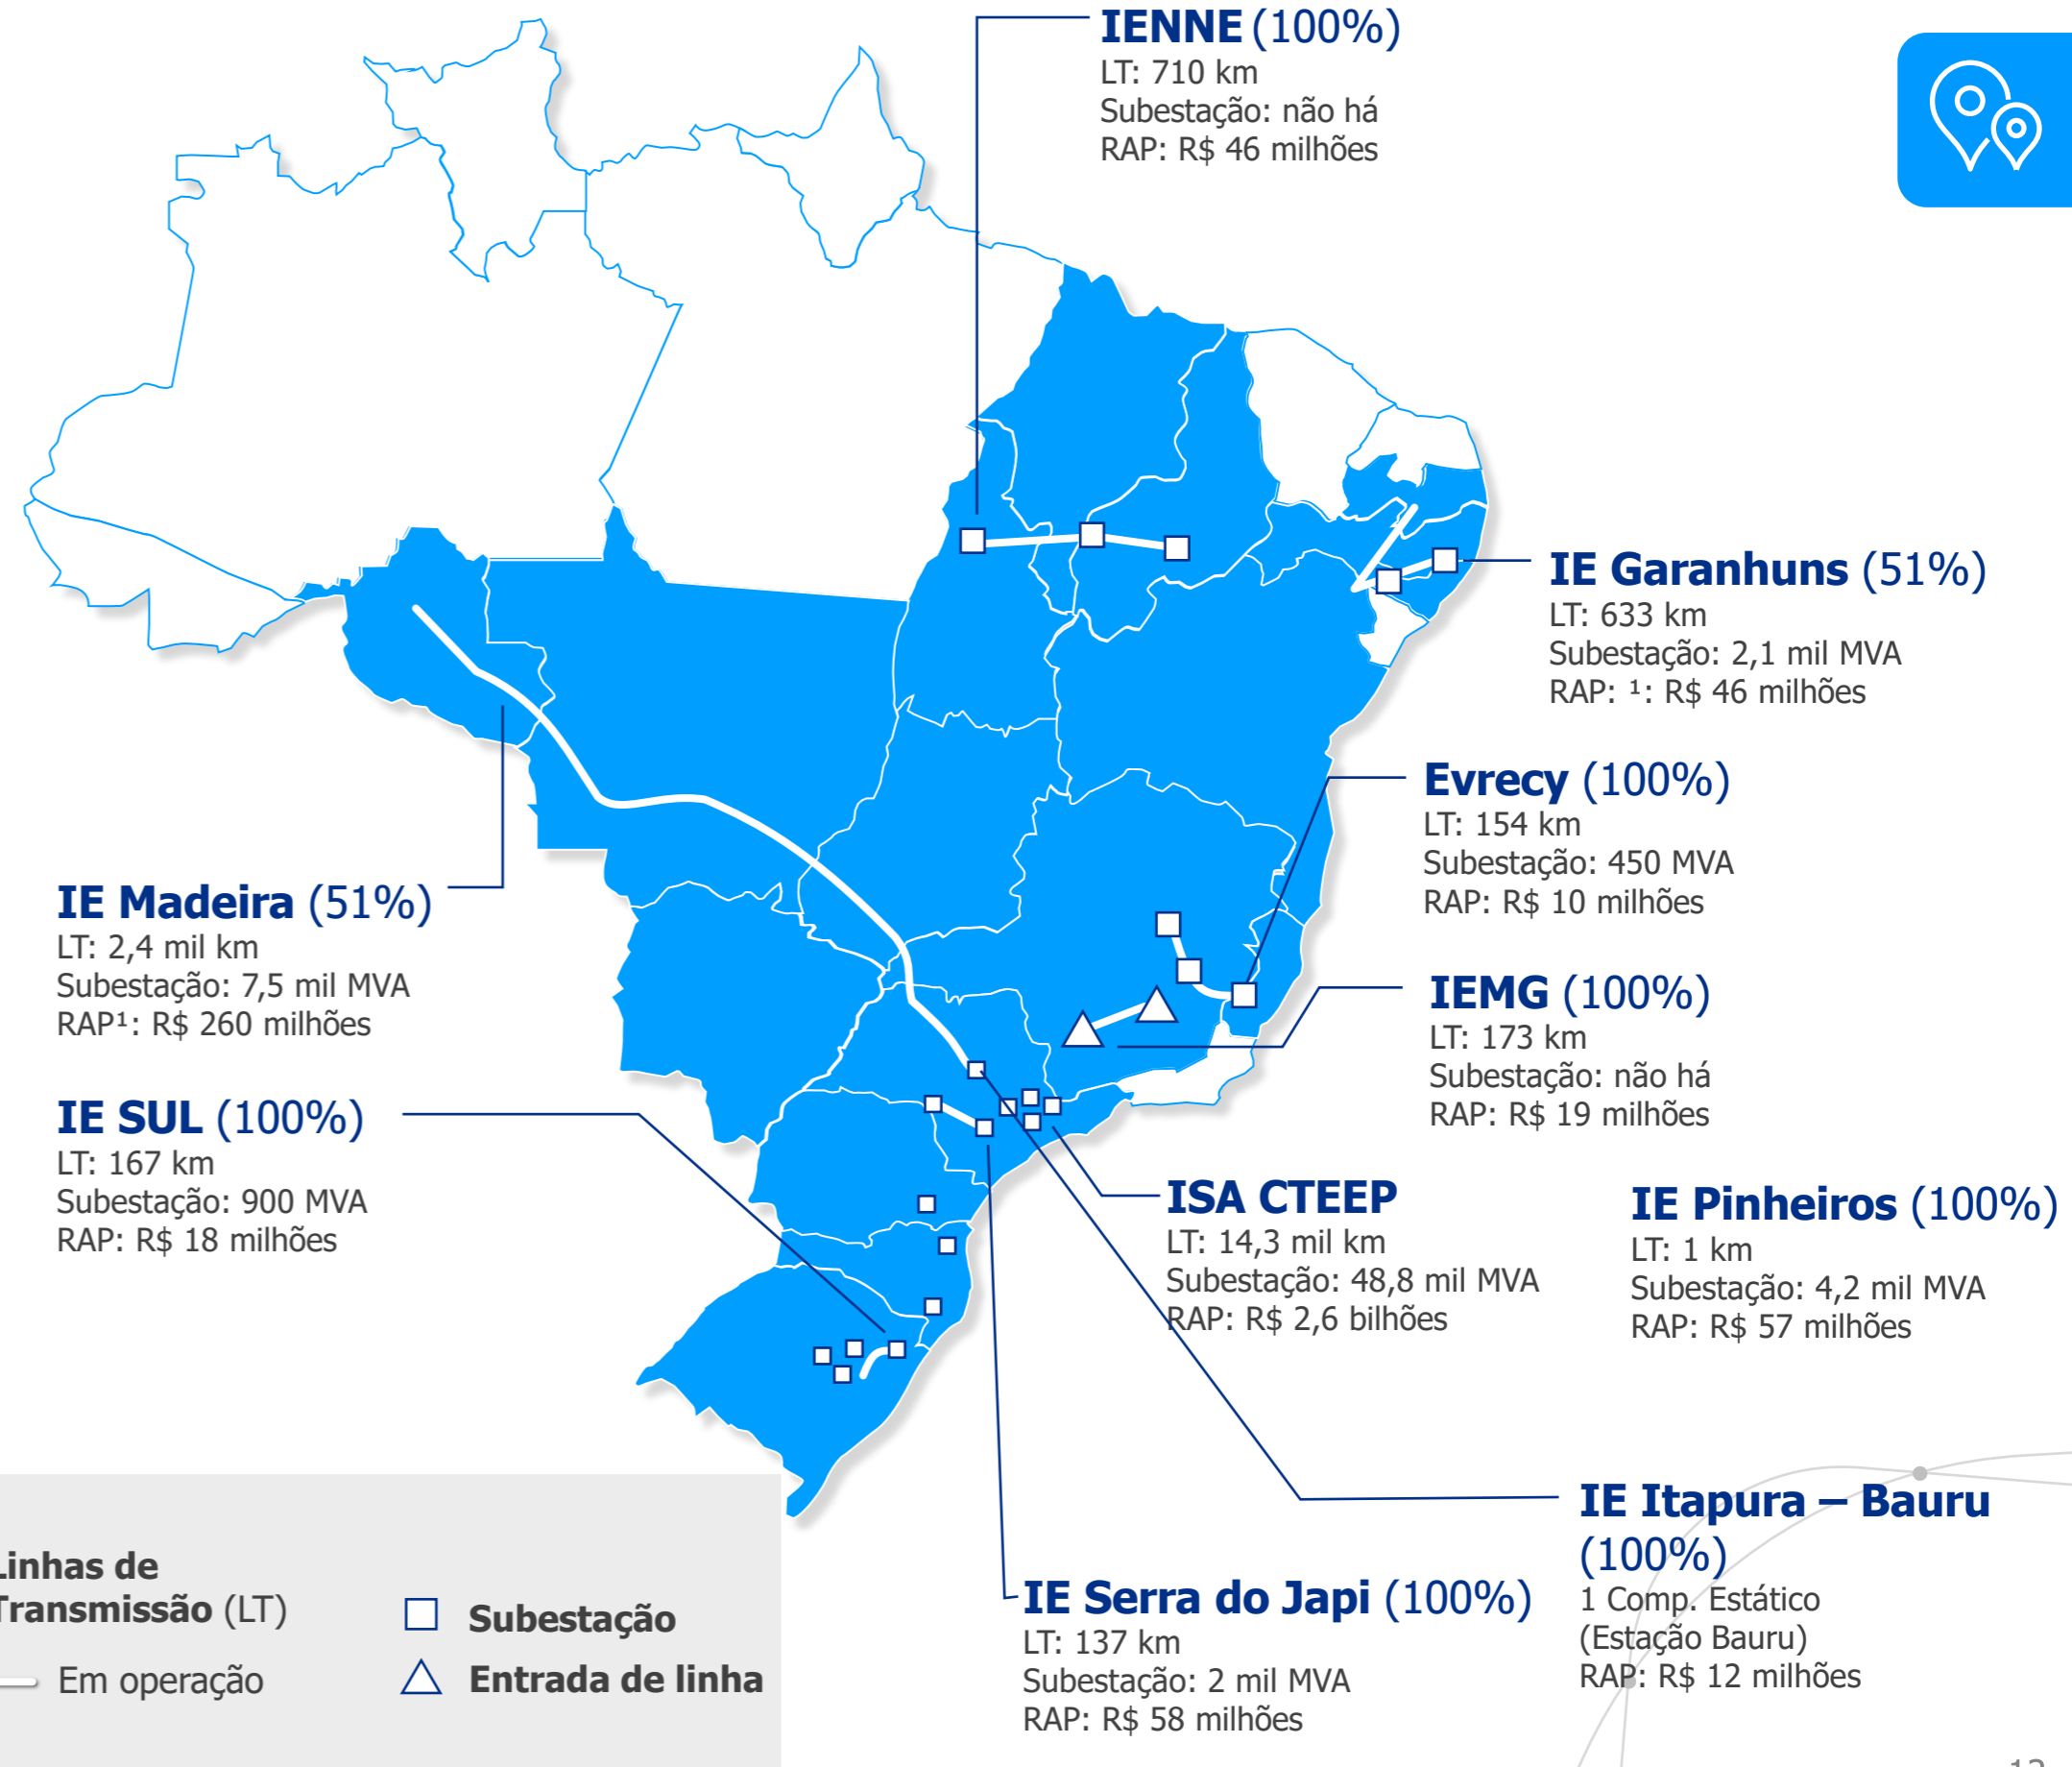 IENNE (100%)
LT: 710 km
Subestação: não há
RAP: R$ 46 milhões
IE Garanhuns (51%)
LT: 633 km
Subestação: 2,1 mil MVA
RAP: ¹: R$ 46 milhões
Evrecy (100%)
LT: 154 km
Subestação: 450 MVA
RAP: R$ 10 milhões
IE Madeira (51%)
LT: 2,4 mil km
Subestação: 7,5 mil MVA
RAP¹: R$ 260 milhões
IEMG (100%)
LT: 173 km
Subestação: não há
RAP: R$ 19 milhões
IE SUL (100%)
LT: 167 km
Subestação: 900 MVA
RAP: R$ 18 milhões
ISA CTEEP
LT: 14,3 mil km
Subestação: 48,8 mil MVA
RAP: R$ 2,6 bilhões
IE Pinheiros (100%)
LT: 1 km
Subestação: 4,2 mil MVA
RAP: R$ 57 milhões
IE Itapura – Bauru
(100%)
1 Comp. Estático
(Estação Bauru)
RAP: R$ 12 milhões
IE Serra do Japi (100%)
LT: 137 km
Subestação: 2 mil MVA
RAP: R$ 58 milhões
Linhas de
Transmissão (LT)
Em operação
Subestação
Entrada de linha